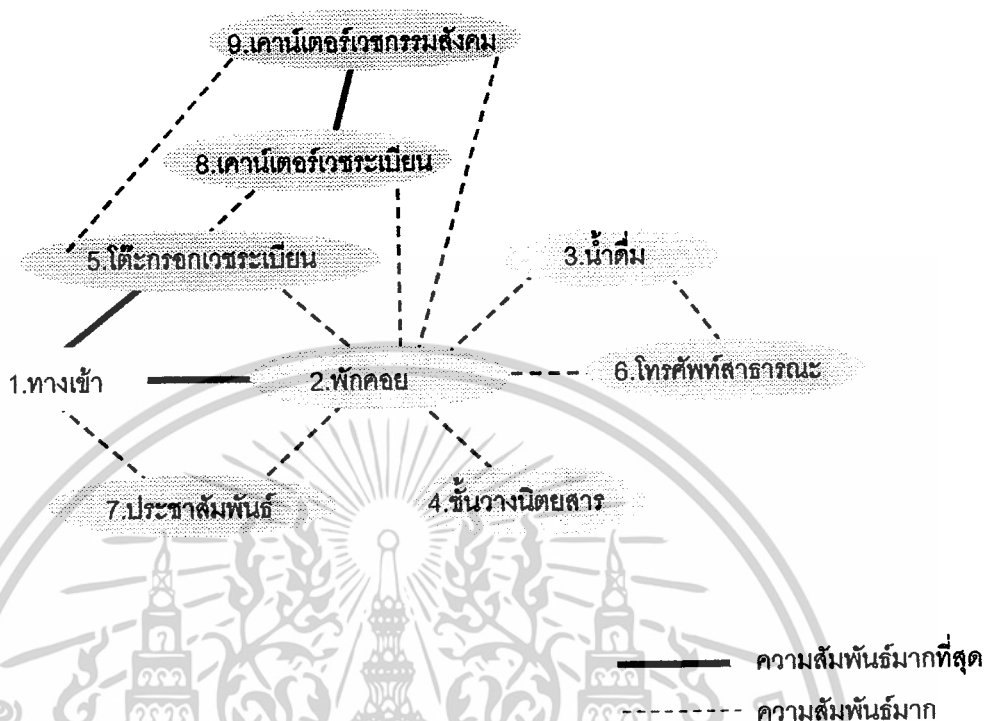 9.เคาน์เตอร์เวชกรรมสังคม
8.เคาน์เตอร์เวชระเบียน
5.โต๊ะกรอกเวชระเบียน
3.น้ำดื่ม
1.ทางเข้า
2.พักคอย
6.โทรศัพท์สาธารณะ
7.ประชาสัมพันธ์
4.ชั้นวางนิตยสาร
ความสัมพันธ์มากที่สุด
ความสัมพันธ์มาก